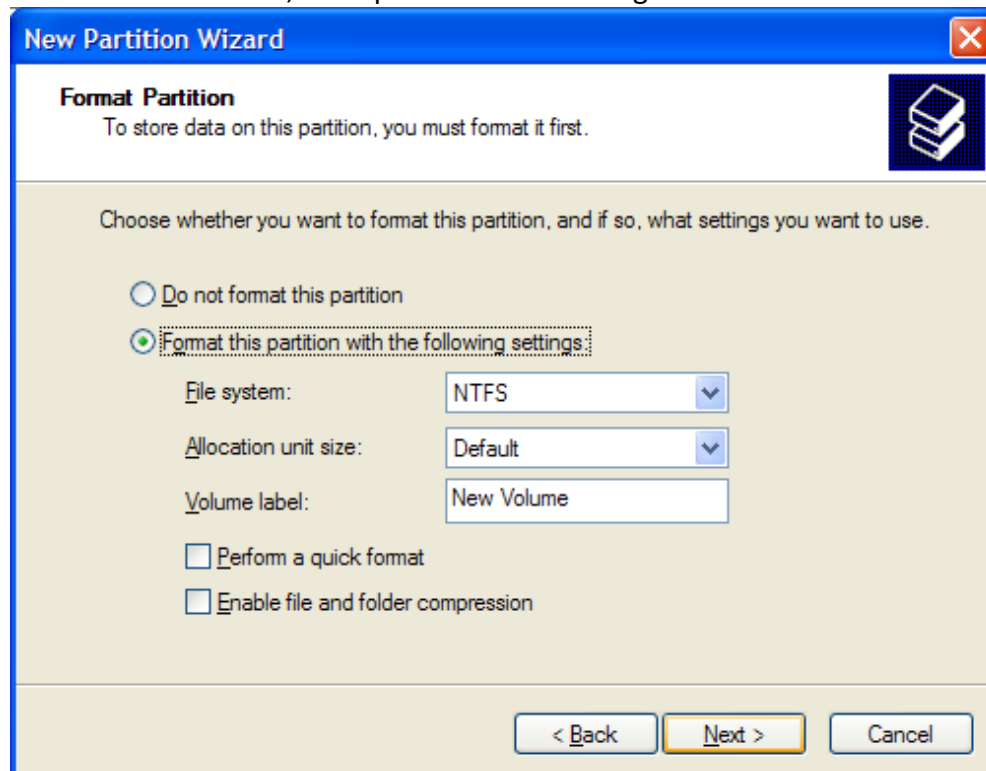 New Partition Wizard
Format Partition
To store data on this partition, you must format it first.
Choose whether you want to format this partition, and if so, what settings you want to use.
Do not format this partition
Format this partition with the following settings:
File system: NTFS
Allocation unit size: Default
Volume label: New Volume
Perform a quick format
Enable file and folder compression
< Back Next > Cancel